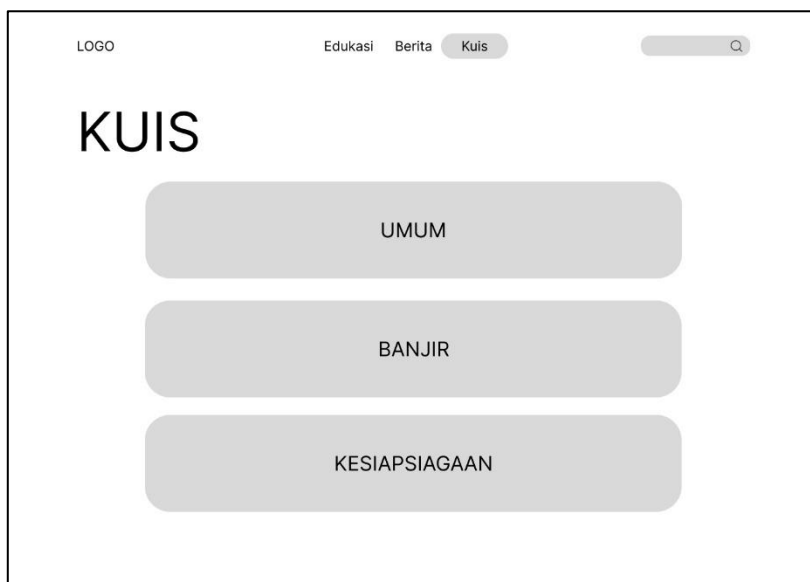 LOGO Edukasi Berita Kuis
KUIS
UMUM
BANJIR
KESIAPSIAGAAN